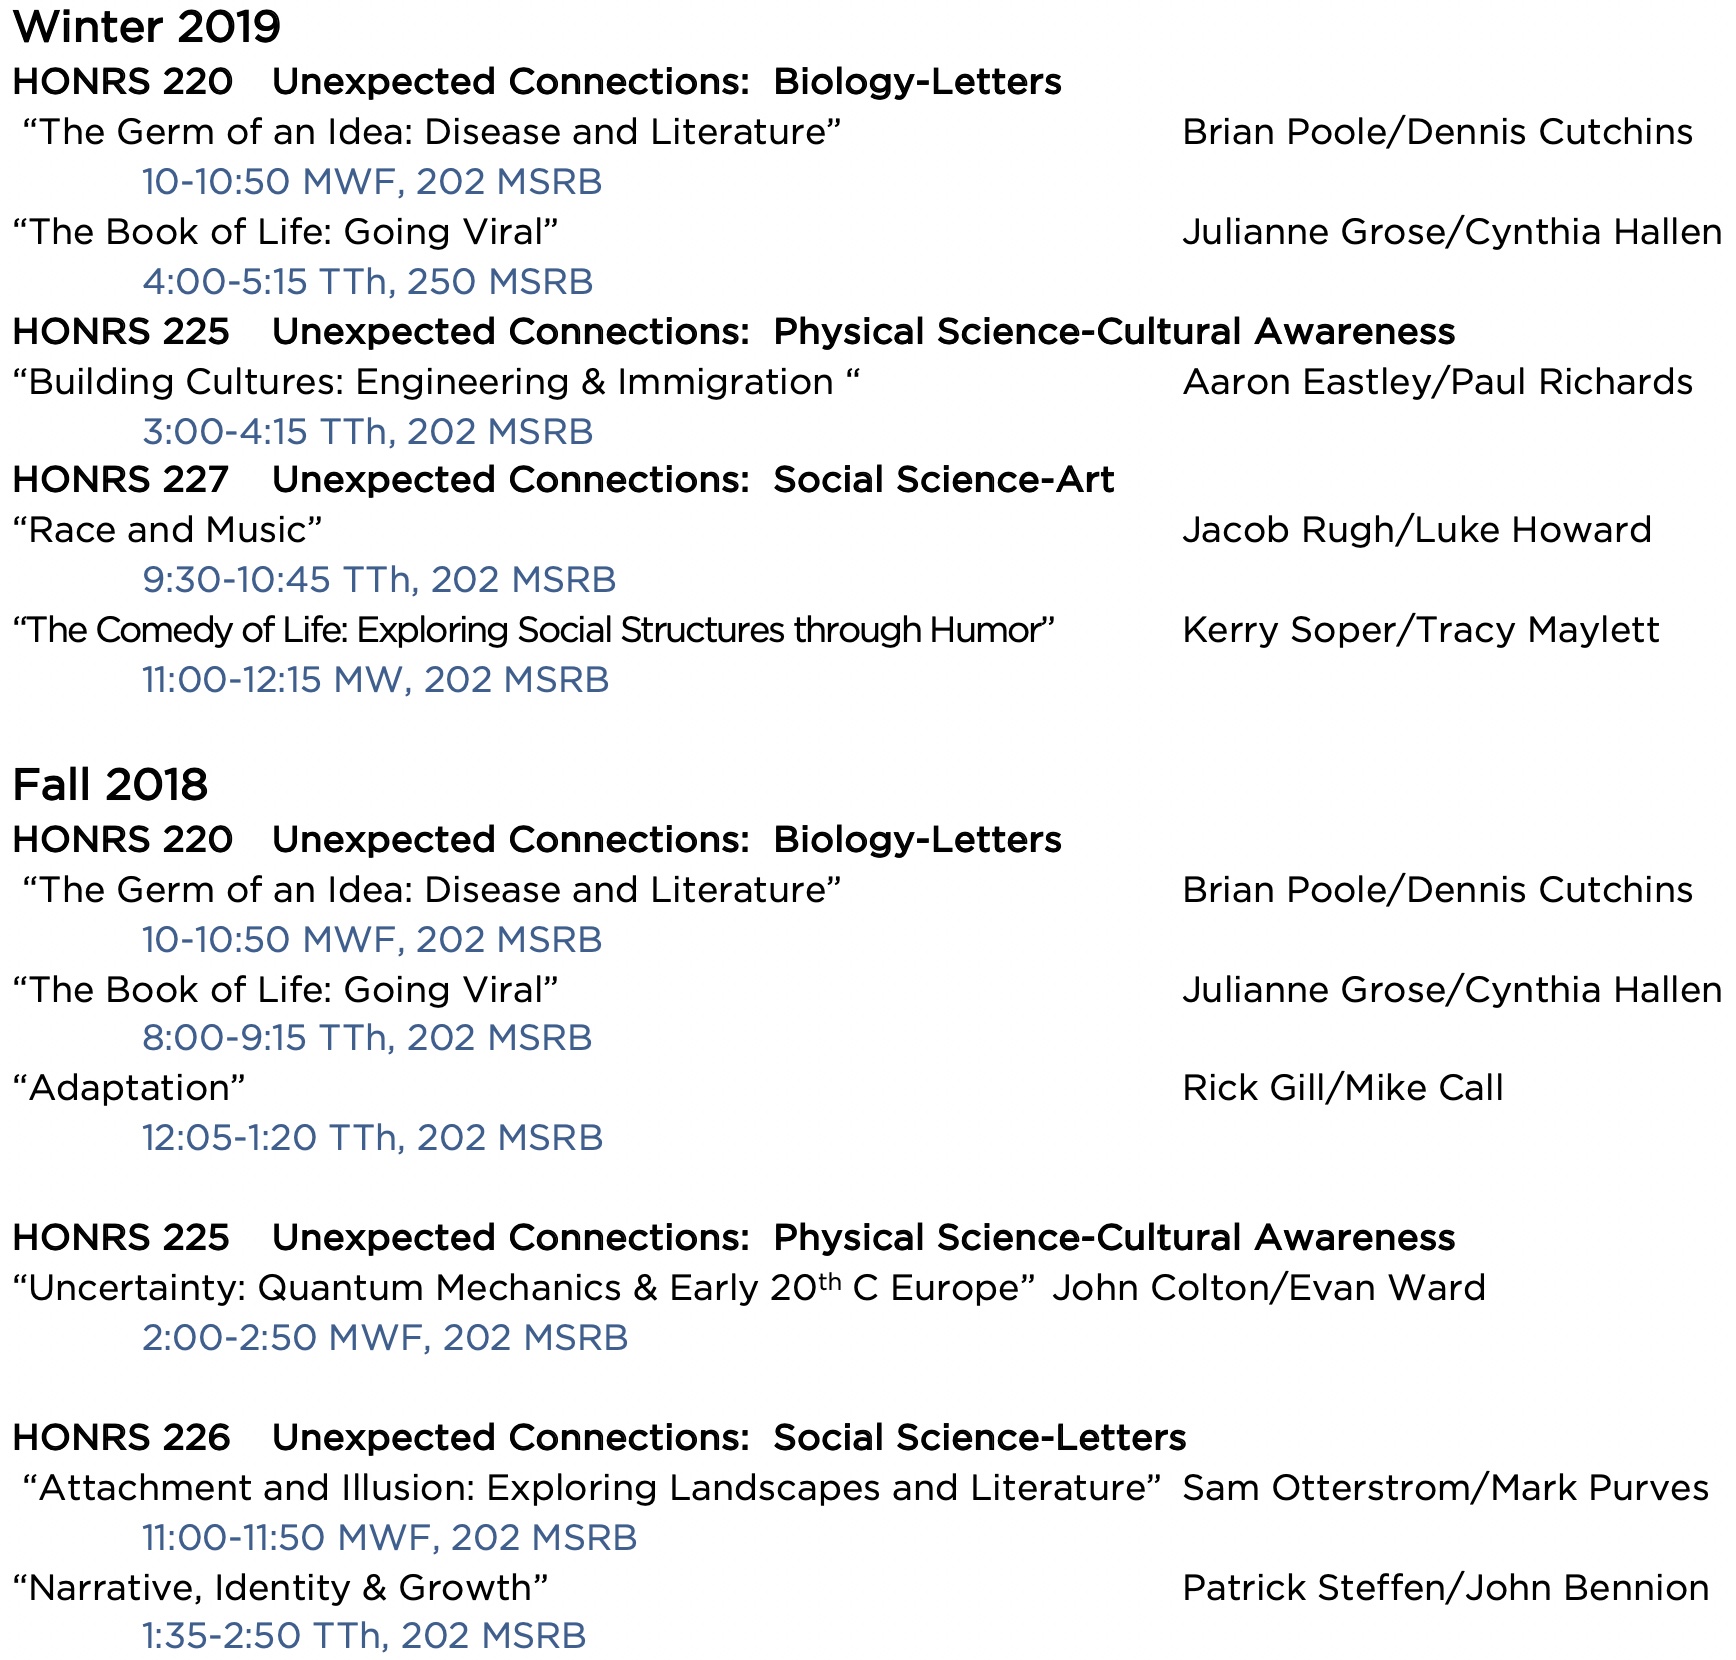 Winter 2019
HONRS 220 Unexpected Connections: Biology-Letters
“The Germ of an Idea: Disease and Literature” Brian Poole/Dennis Cutchins
10-10:50 MWF, 202 MSRB
“The Book of Life: Going Viral” Julianne Grose/Cynthia Hallen
4:00-5:15 TTh, 250 MSRB
HONRS 225 Unexpected Connections: Physical Science-Cultural Awareness
“Building Cultures: Engineering & Immigration “ Aaron Eastley/Paul Richards
3:00-4:15 TTh, 202 MSRB
HONRS 227 Unexpected Connections: Social Science-Art
“Race and Music” Jacob Rugh/Luke Howard
9:30-10:45 TTh, 202 MSRB
“The Comedy of Life: Exploring Social Structures through Humor” Kerry Soper/Tracy Maylett
11:00-12:15 MW, 202 MSRB
Fall 2018
HONRS 220 Unexpected Connections: Biology-Letters
“The Germ of an Idea: Disease and Literature” Brian Poole/Dennis Cutchins
10-10:50 MWF, 202 MSRB
“The Book of Life: Going Viral” Julianne Grose/Cynthia Hallen
8:00-9:15 TTh, 202 MSRB
“Adaptation” Rick Gill/Mike Call
12:05-1:20 TTh, 202 MSRB
HONRS 225 Unexpected Connections: Physical Science-Cultural Awareness
“Uncertainty: Quantum Mechanics & Early 20th C Europe” John Colton/Evan Ward
2:00-2:50 MWF, 202 MSRB
HONRS 226 Unexpected Connections: Social Science-Letters
“Attachment and Illusion: Exploring Landscapes and Literature” Sam Otterstrom/Mark Purves
11:00-11:50 MWF, 202 MSRB
“Narrative, Identity & Growth” Patrick Steffen/John Bennion
1:35-2:50 TTh, 202 MSRB